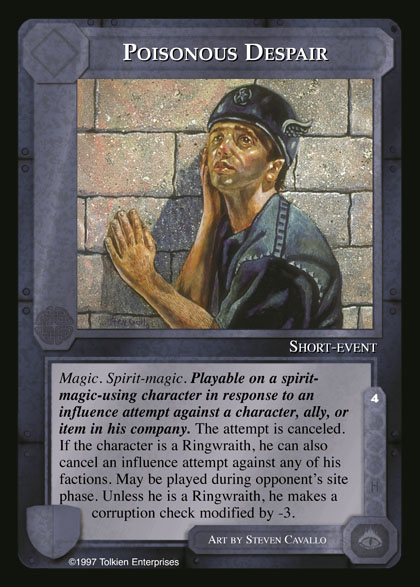 POISONOUS DESPAIR
SHORT-EVENT
Magic. Spirit-magic. Playable on a spirit-
magic-using character in response to an
influence attempt against a character, ally, or
item in his company. The attempt is canceled.
If the character is a Ringwraith, he can also
cancel an influence attempt against any of his
factions. May be played during opponent's site
phase. Unless he is a Ringwraith, he makes a
corruption check modified by -3.
4
H
ART BY STEVEN CAVALLO
©1997 Tolkien Enterprises